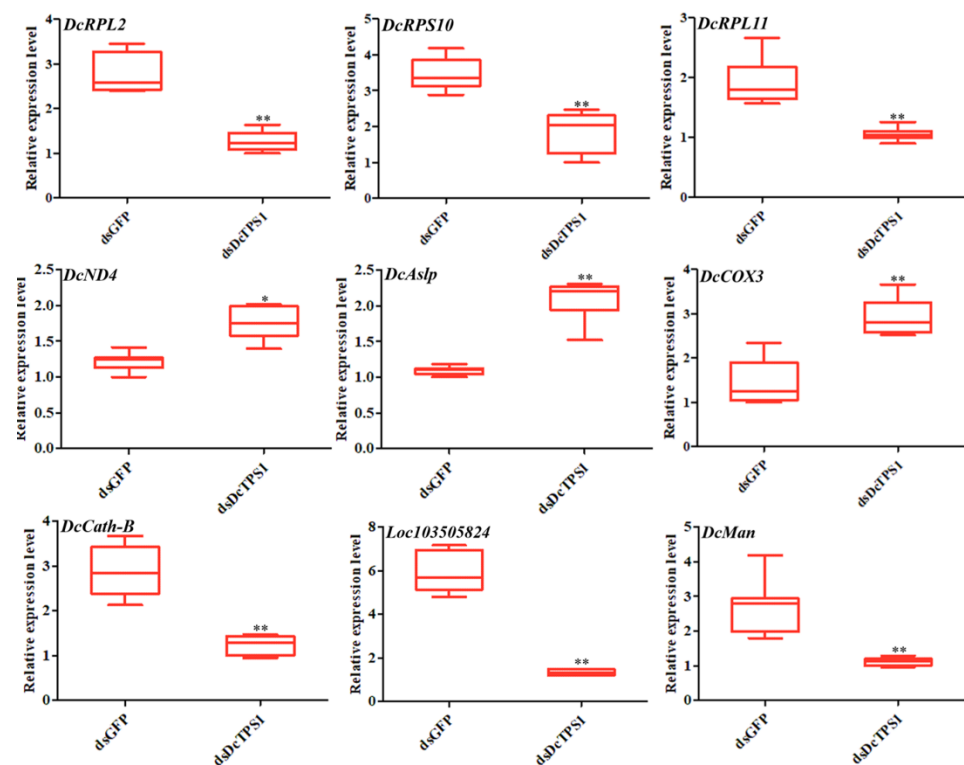 DcRPL2
Relative expression level
4
3
2
1
0
**
dsGFP
dsDcTPS1
DcRPS10
Relative expression level
5
4
3
2
1
0
**
dsGFP
dsDcTPS1
DcRPL11
Relative expression level
3
2
1
0
**
dsGFP
dsDcTPS1
DcND4
Relative expression level
2.5
2.0
1.5
1.0
0.5
0.0
*
dsGFP
dsDcTPS1
DcAslp
Relative expression level
2.5
2.0
1.5
1.0
0.5
0.0
**
dsGFP
dsDcTPS1
DcCOX3
Relative expression level
4
3
2
1
0
**
dsGFP
dsDcTPS1
DcCath-B
Relative expression level
4
3
2
1
0
**
dsGFP
dsDcTPS1
Loc103505824
Relative expression level
8
6
4
2
0
**
dsGFP
dsDcTPS1
DcMan
Relative expression level
5
4
3
2
1
0
**
dsGFP
dsDcTPS1